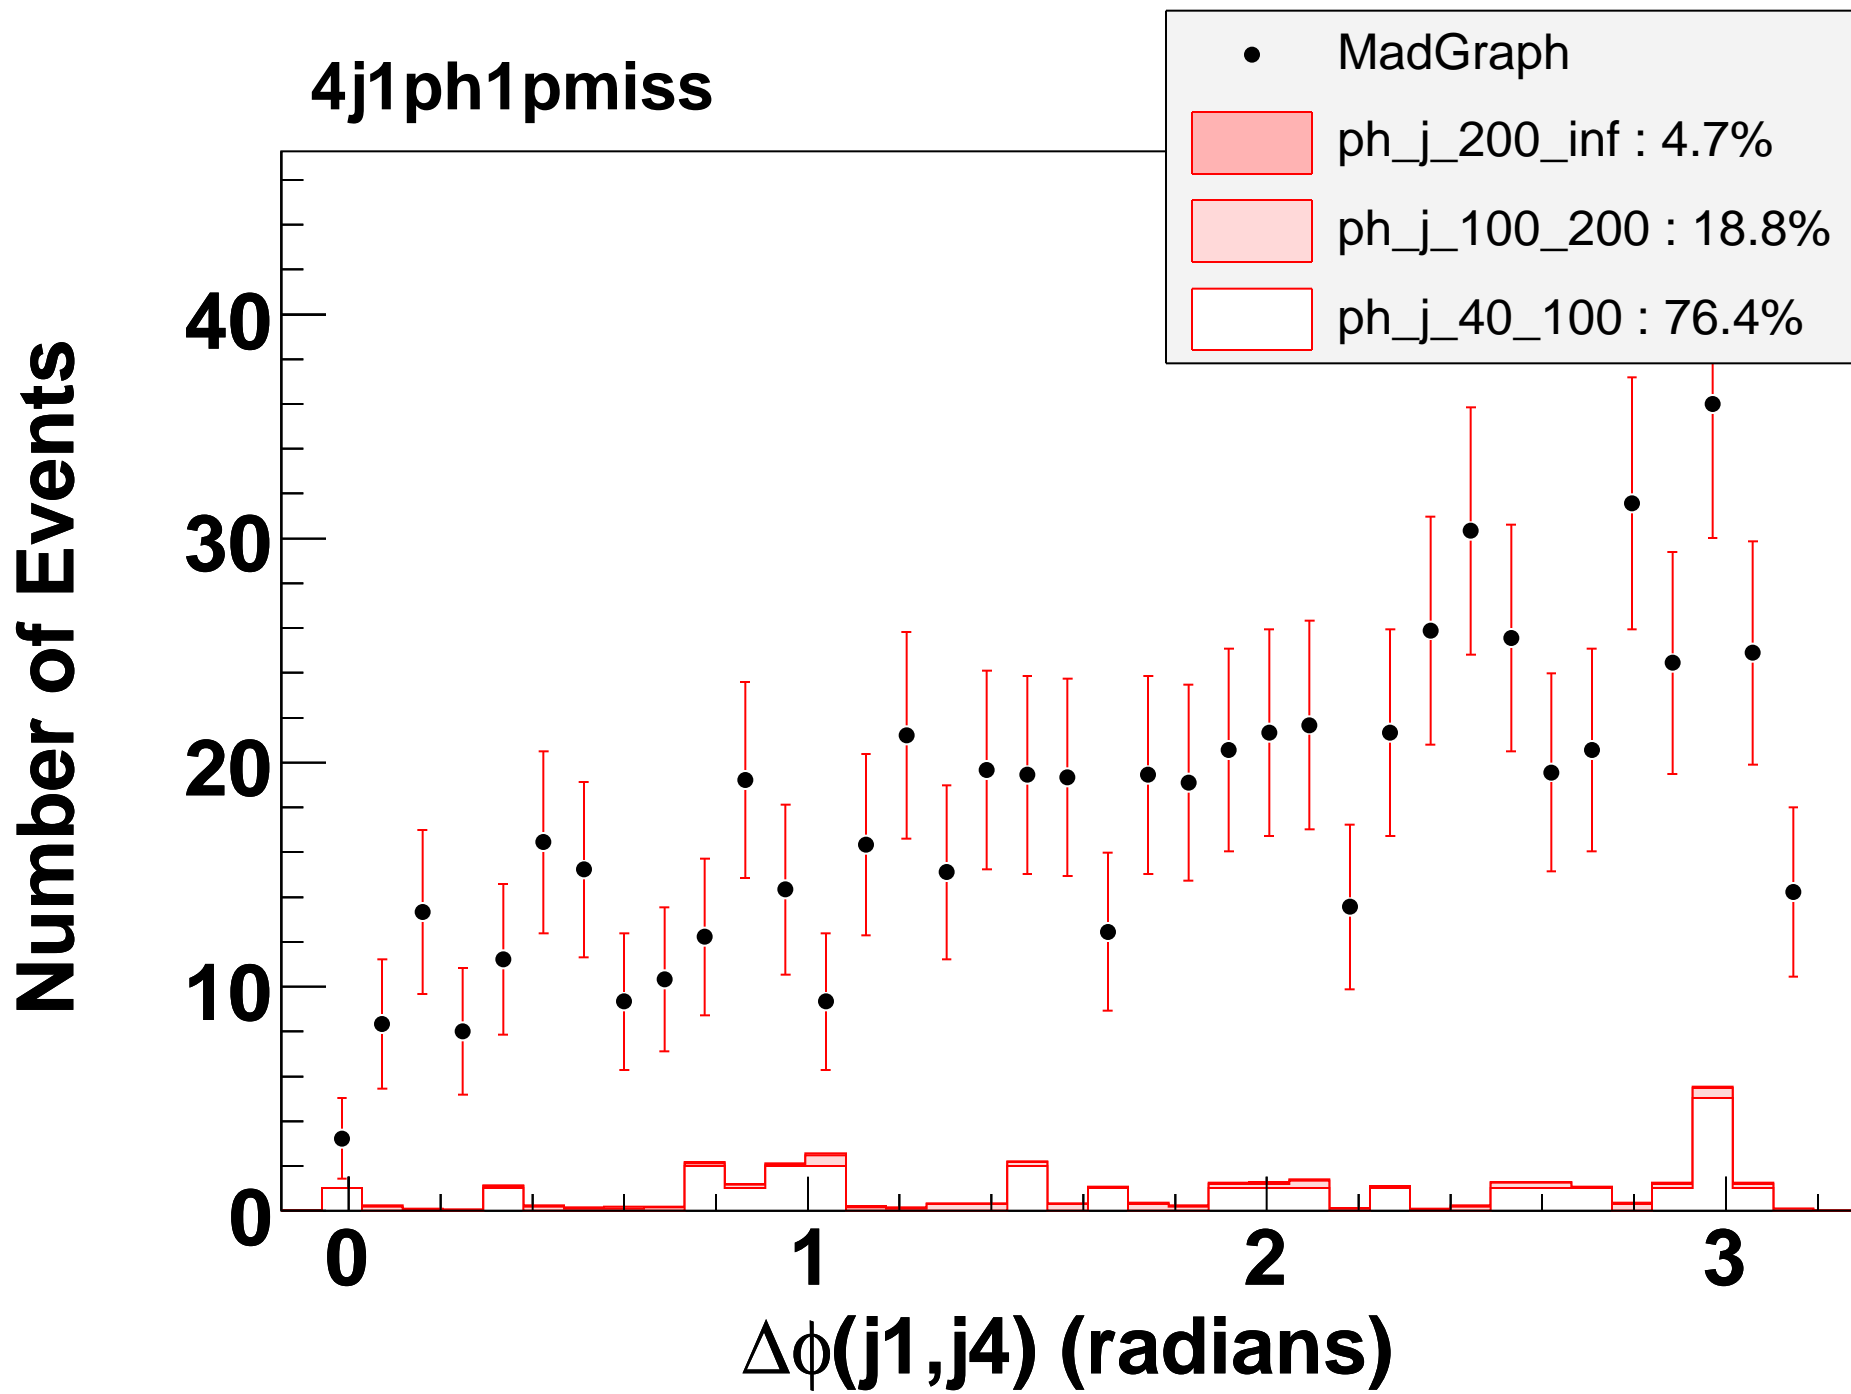 4j1ph1pmiss
MadGraph
ph_j_200_inf : 4.7%
ph_j_100_200 : 18.8%
ph_j_40_100 : 76.4%
Number of Events
40
30
20
10
0
0 1 2 3
Δϕ(j1,j4) (radians)